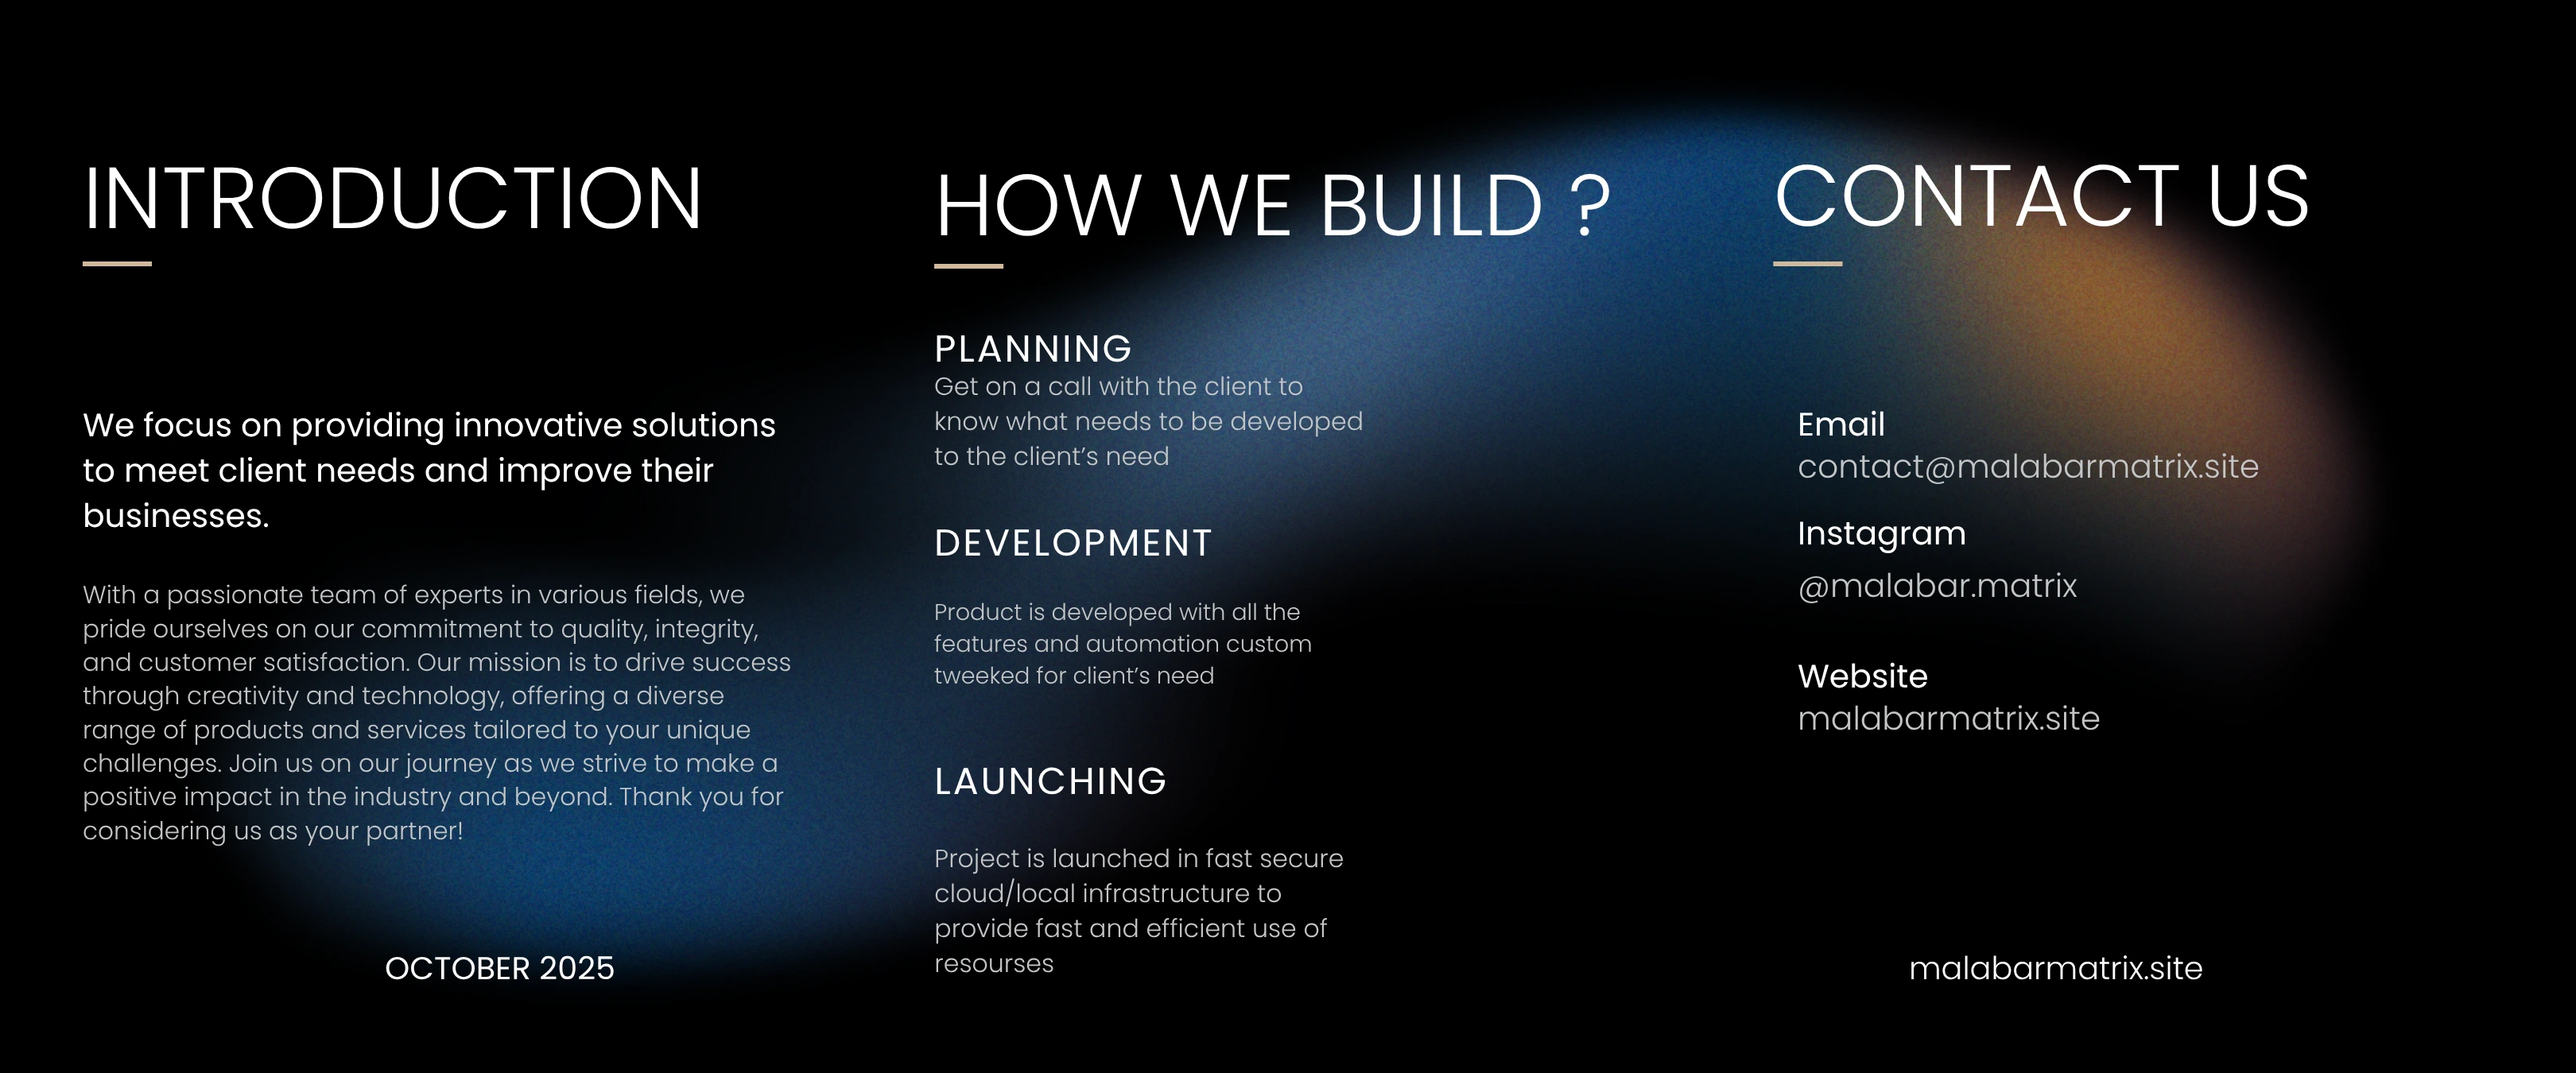 INTRODUCTION
We focus on providing innovative solutions
to meet client needs and improve their
businesses.
With a passionate team of experts in various fields, we
pride ourselves on our commitment to quality, integrity,
and customer satisfaction. Our mission is to drive success
through creativity and technology, offering a diverse
range of products and services tailored to your unique
challenges. Join us on our journey as we strive to make a
positive impact in the industry and beyond. Thank you for
considering us as your partner!
OCTOBER 2025
HOW WE BUILD ?
PLANNING
Get on a call with the client to
know what needs to be developed
to the client’s need
DEVELOPMENT
Product is developed with all the
features and automation custom
tweeked for client’s need
LAUNCHING
Project is launched in fast secure
cloud/local infrastructure to
provide fast and efficient use of
resourses
CONTACT US
Email
contact@malabarmatrix.site
Instagram
@malabar.matrix
Website
malabarmatrix.site
malabarmatrix.site